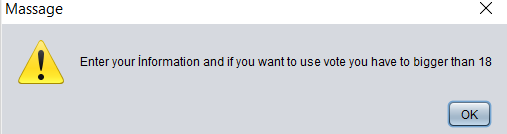 Massage
Enter your İnformation and if you want to use vote you have to bigger than 18
OK